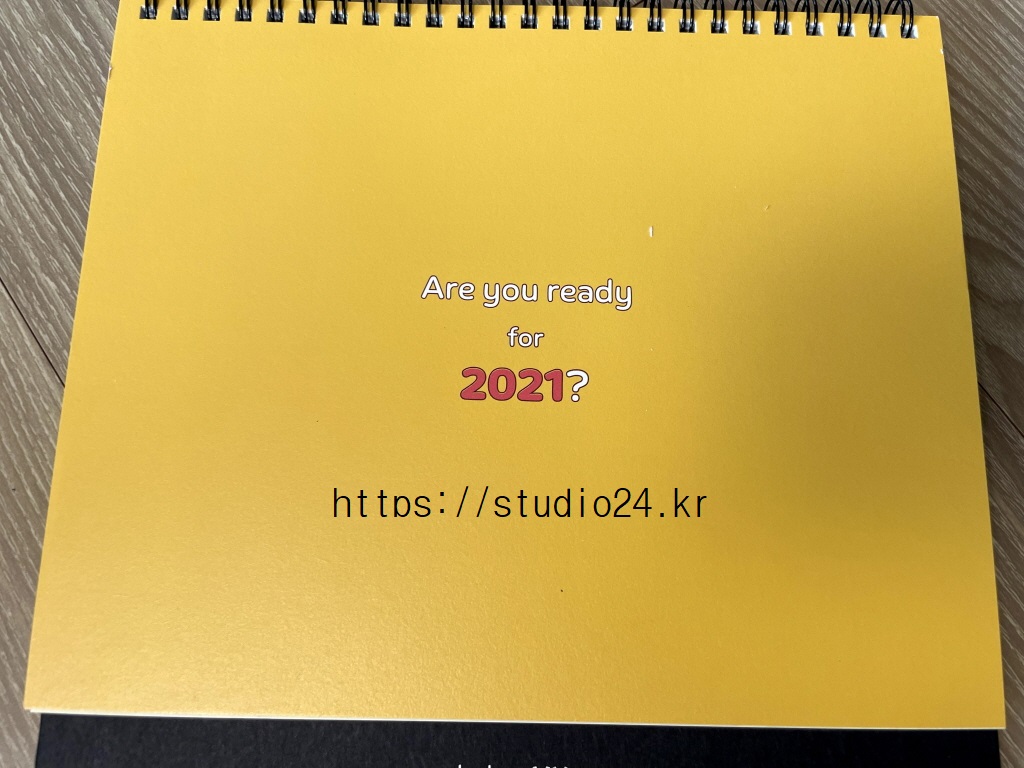 Are you ready
for
2021?
https://studio24.kr